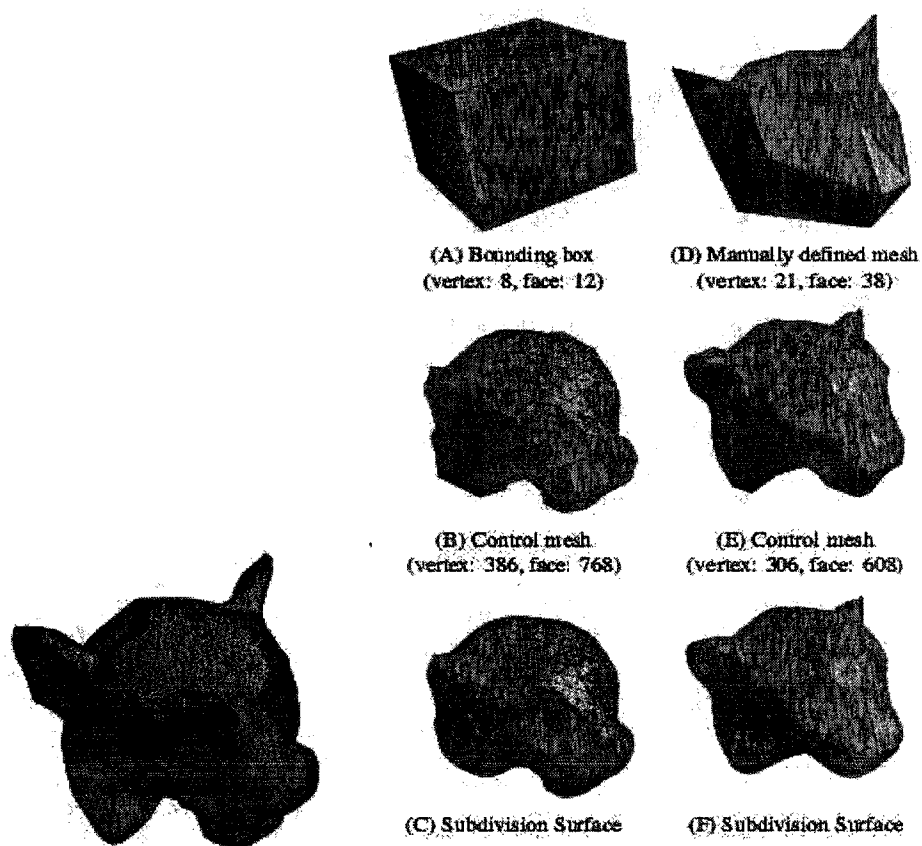 (A) Bounding box
(vertex: 8, face: 12)
(D) Manually defined mesh
(vertex: 21, face: 38)
(B) Control mesh
(vertex: 386, face: 768)
(E) Control mesh
(vertex: 306, face: 608)
(C) Subdivision Surface
(F) Subdivision Surface